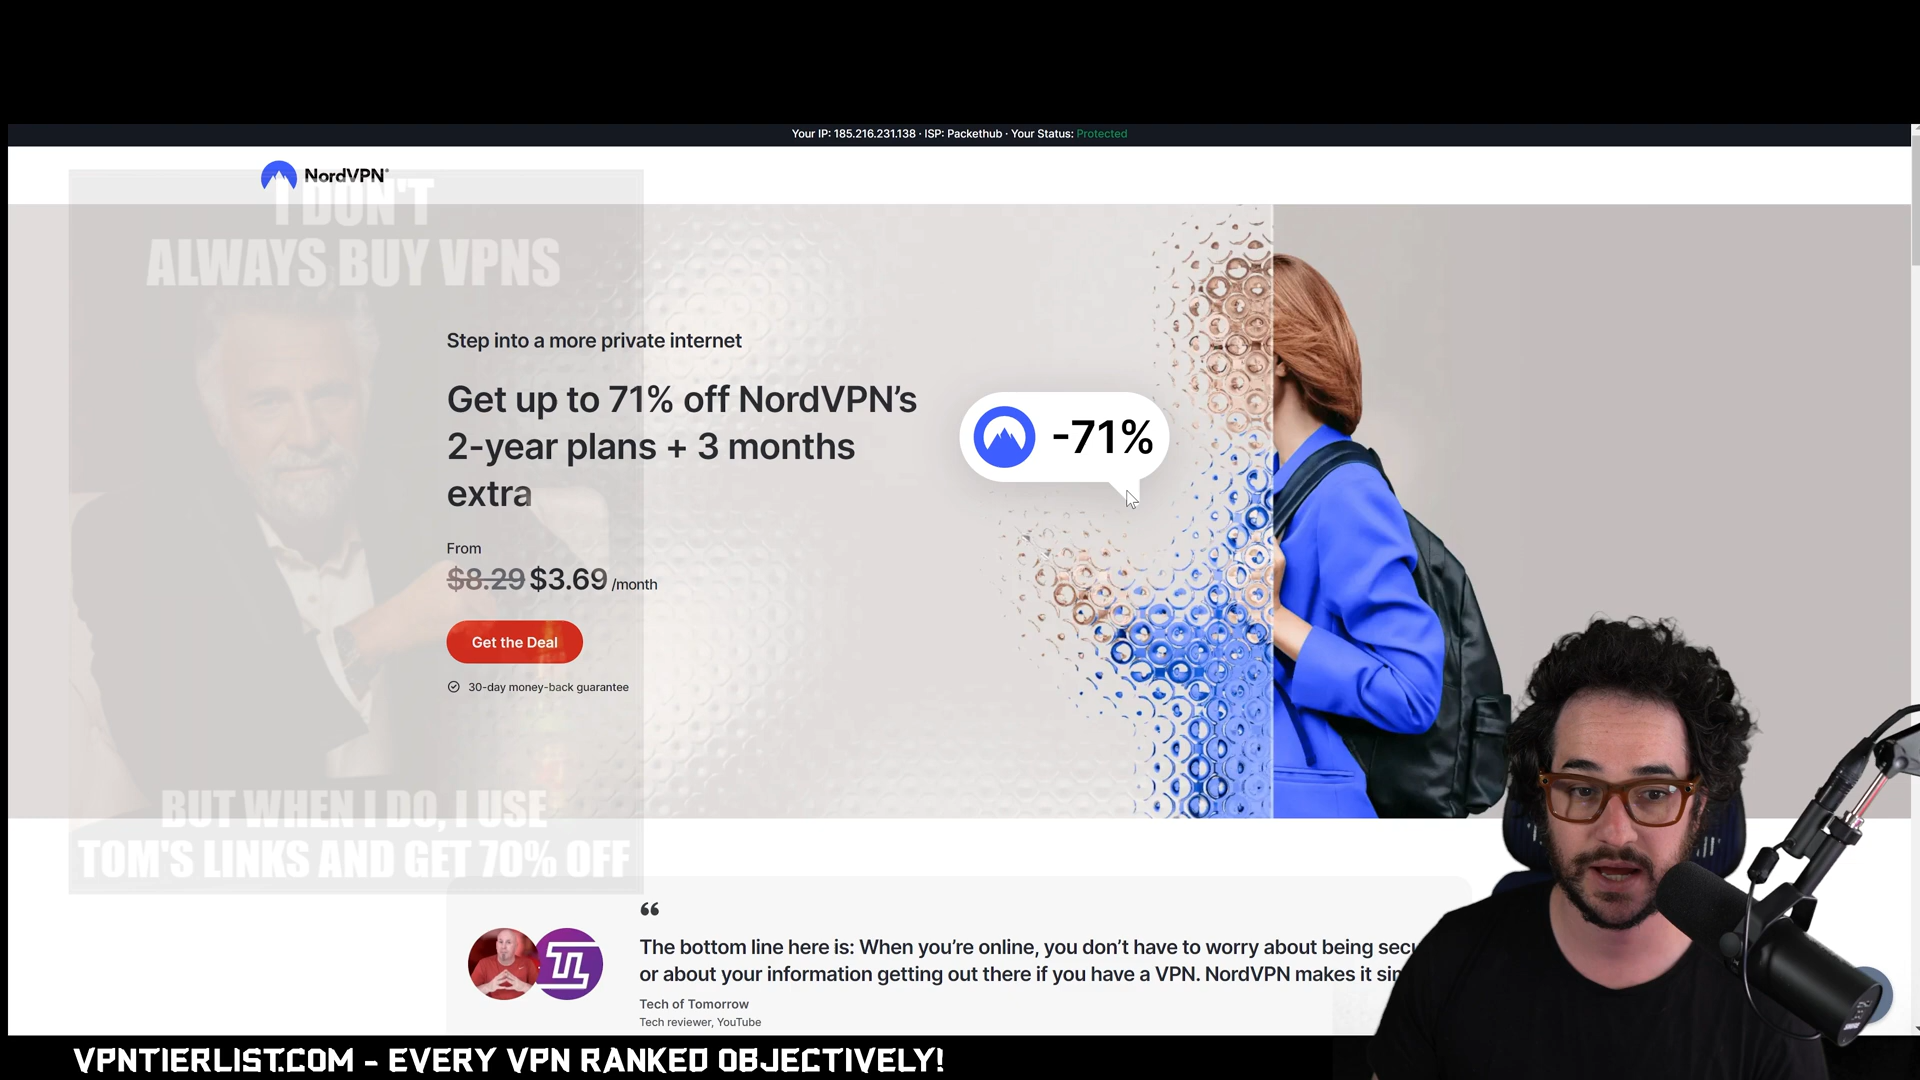 Your IP: 185.216.231.138 · ISP: Packethub · Your Status: Protected
NordVPN®
I DON'T
ALWAYS BUY VPNS
Step into a more private internet
Get up to 71% off NordVPN’s
2-year plans + 3 months
extra
-71%
From
$8.29 $3.69 /month
Get the Deal
30-day money-back guarantee
BUT WHEN I DO, I USE
TOM'S LINKS AND GET 70% OFF
“
The bottom line here is: When you’re online, you don’t have to worry about being
or about your information getting out there if you have a VPN. NordVPN makes it
Tech of Tomorrow
Tech reviewer, YouTube
VPNTIERLIST.COM - EVERY VPN RANKED OBJECTIVELY!